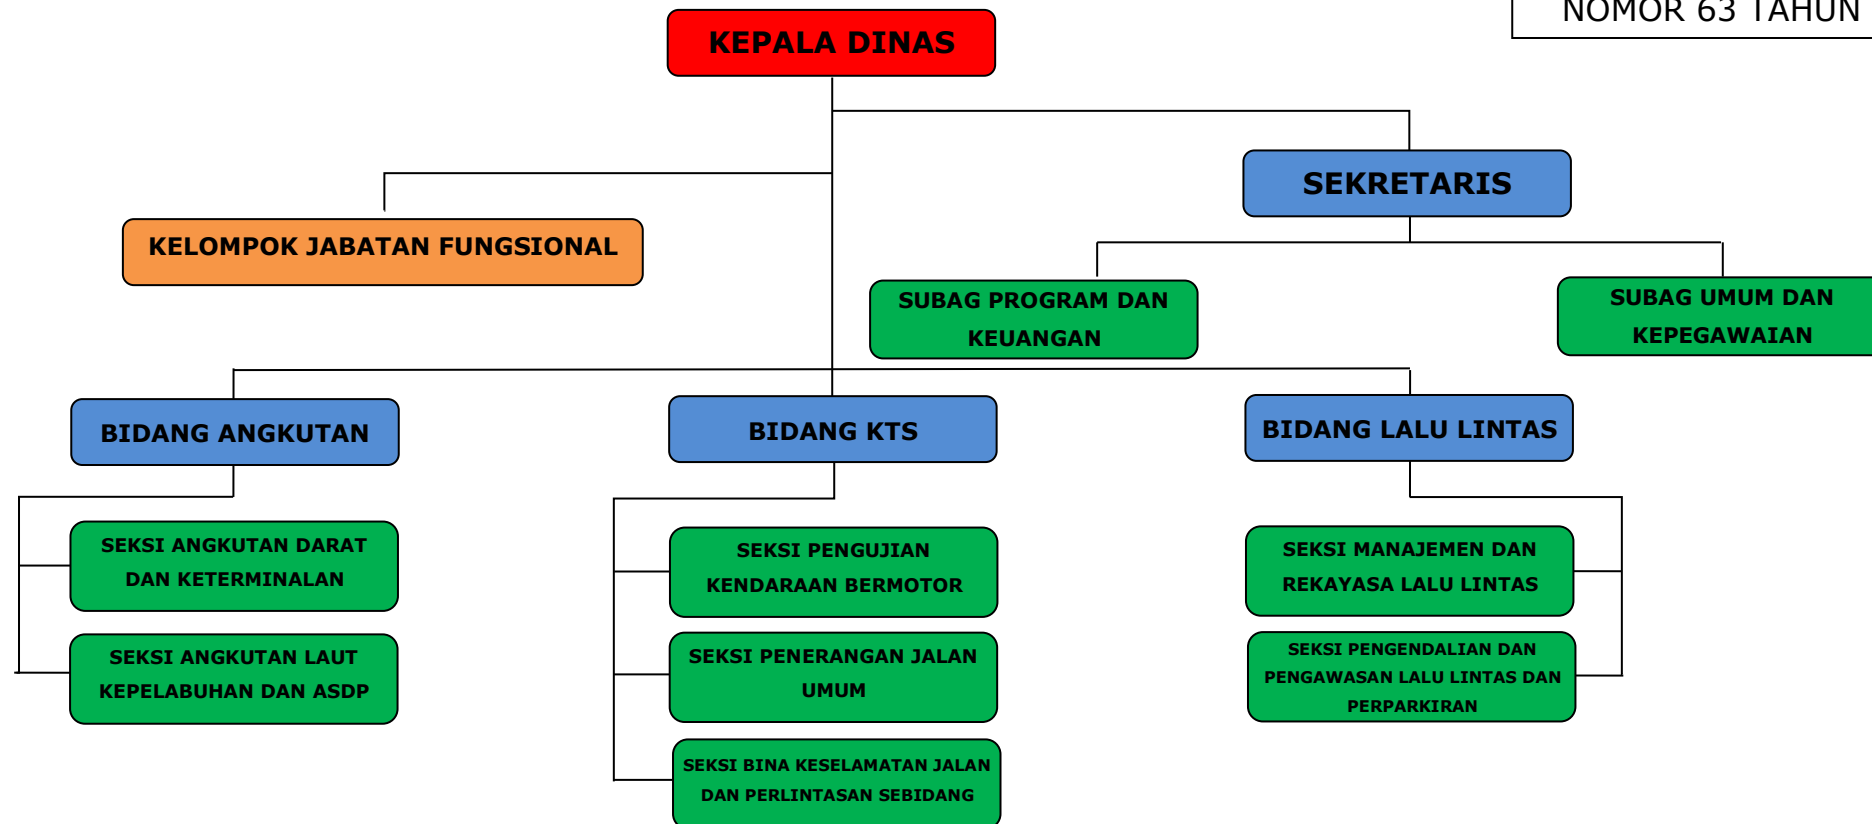 NOMOR 63 TAHUN
KEPALA DINAS
SEKRETARIS
KELOMPOK JABATAN FUNGSIONAL
SUBAG PROGRAM DAN
KEUANGAN
SUBAG UMUM DAN
KEPEGAWAIAN
BIDANG ANGKUTAN
BIDANG KTS
BIDANG LALU LINTAS
SEKSI ANGKUTAN DARAT
DAN KETERMINALAN
SEKSI ANGKUTAN LAUT
KEPELABUHAN DAN ASDP
SEKSI PENGUJIAN
KENDARAAN BERMOTOR
SEKSI PENERANGAN JALAN
UMUM
SEKSI BINA KESELAMATAN JALAN
DAN PERLINTASAN SEBIDANG
SEKSI MANAJEMEN DAN
REKAYASA LALU LINTAS
SEKSI PENGENDALIAN DAN
PENGAWASAN LALU LINTAS DAN
PERPARKIRAN